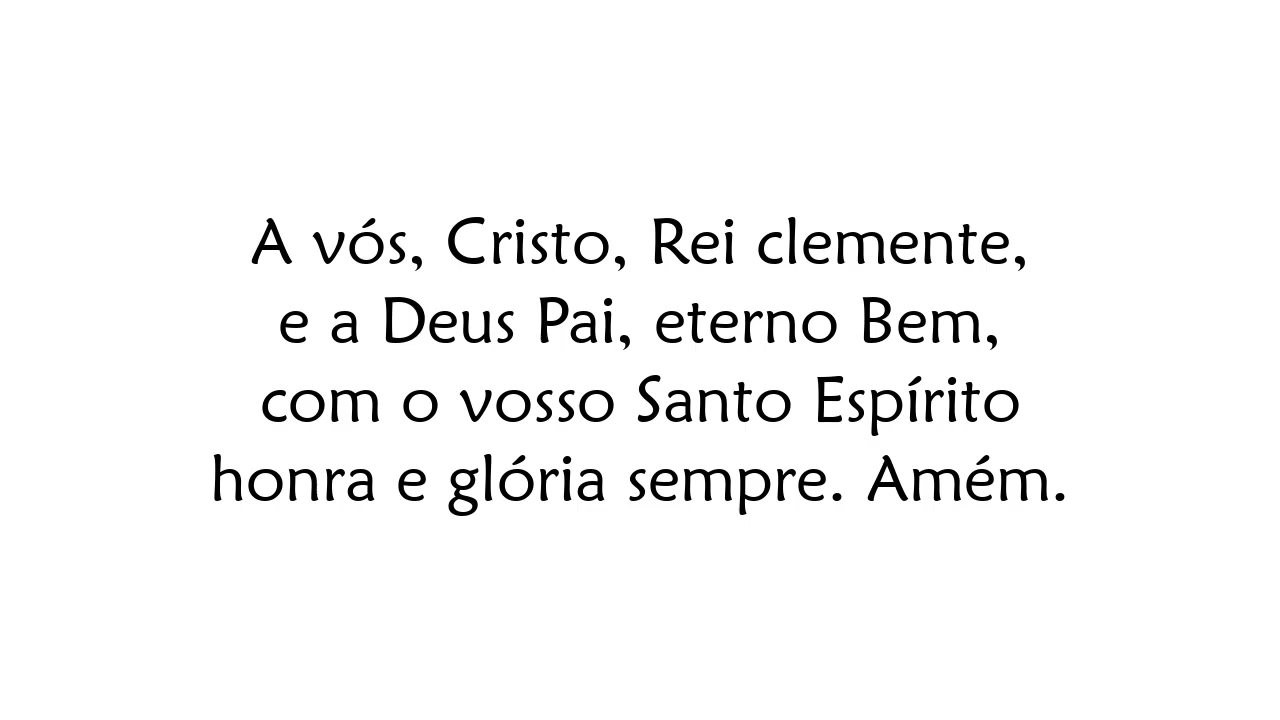 A vós, Cristo, Rei clemente,
e a Deus Pai, eterno Bem,
com o vosso Santo Espírito
honra e glória sempre. Amém.